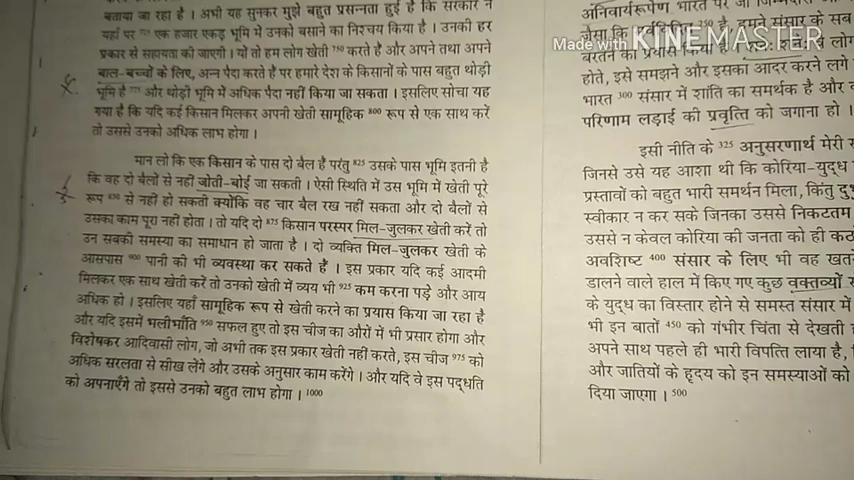 बताया जा रहा है । अभी यह सुनकर मुझे बहुत प्रसन्नता हुई है कि सरकार ने
यहाँ पर एक हजार एकड़ भूमि में उनको बसाने का निश्चय किया है । उनकी हर
प्रकार से सहायता की जाएगी । यों तो हम लोग खेती 750 करते हैं और अपने तथा अपने
बाल-बच्चों के लिए, अन्न पैदा करते हैं पर हमारे देश के किसानों के पास बहुत थोड़ी
भूमि है 775 और थोड़ी भूमि में अधिक पैदा नहीं किया जा सकता । इसलिए सोचा यह
गया है कि यदि कई किसान मिलकर अपनी खेती सामूहिक 800 रूप से एक साथ करें
तो उससे उनको अधिक लाभ होगा ।
मान लो कि एक किसान के पास दो बैल हैं परंतु 825 उसके पास भूमि इतनी है
कि वह दो बैलों से नहीं जोती-बोई जा सकती । ऐसी स्थिति में उस भूमि में खेती पूरे
रूप 850 से नहीं हो सकती क्योंकि वह चार बैल रख नहीं सकता और दो बैलों से
उसका काम पूरा नहीं होता । तो यदि दो 875 किसान परस्पर मिल-जुलकर खेती करें तो
उन सबकी समस्या का समाधान हो जाता है । दो व्यक्ति मिल-जुलकर खेती के
आसपास 900 पानी को भी व्यवस्था कर सकते हैं । इस प्रकार यदि कई आदमी
मिलकर एक साथ खेती करें तो उनको खेती में व्यय भी 925 कम करना पड़े और आय
अधिक हो । इसलिए यहाँ सामूहिक रूप से खेती करने का प्रयास किया जा रहा है
और यदि इसमें भलीभाँति 950 सफल हुए तो इस चीज का औरों में भी प्रसार होगा और
विशेषकर आदिवासी लोग, जो अभी तक इस प्रकार खेती नहीं करते, इस चीज 975 को
अधिक सरलता से सीख लेंगे और उसके अनुसार काम करेंगे । और यदि वे इस पद्धति
को अपनाएँगे तो इससे उनको बहुत लाभ होगा । 1000
अनिवार्यरूपेण भारत पर जो
जैसा कि 250 है, हमने संसार के सब
बरतने का प्रयास किया है
होते, इसे समझने और इसका आदर करने लगे
भारत 300 संसार में शांति का समर्थक है और
परिणाम लड़ाई की प्रवृत्ति को जगाना हो ।
इसी नीति के 325 अनुसरणार्थ मेरी
जिनसे उसे यह आशा थी कि कोरिया-युद्ध
प्रस्तावों को बहुत भारी समर्थन मिला, किंतु
स्वीकार न कर सके जिनका उससे निकटतम
उससे न केवल कोरिया की जनता को ही
अवशिष्ट 400 संसार के लिए भी वह
डालने वाले हाल में किए गए कुछ वक्तव्यों
के युद्ध का विस्तार होने से समस्त संसार में
भी इन बातों 450 को गंभीर चिंता से देखती
अपने साथ पहले ही भारी विपत्ति लाया है,
और जातियों के हृदय को इन समस्याओं को
दिया जाएगा । 500
Made with KINEMASTER